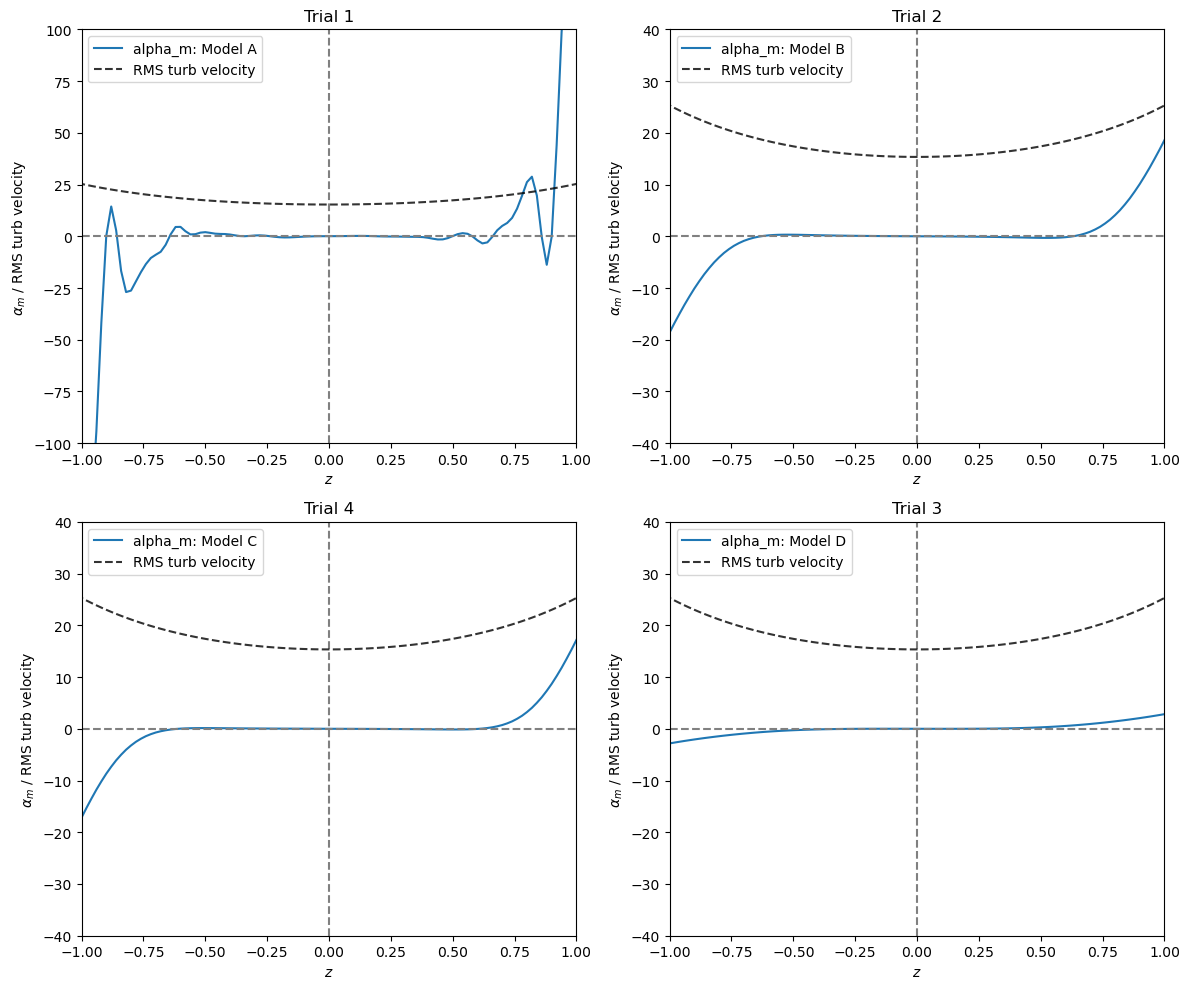 Trial 1
alpha_m: Model A
RMS turb velocity
100
75
50
25
0
−25
−50
−75
−100
α_m / RMS turb velocity
−1.00 −0.75 −0.50 −0.25 0.00 0.25 0.50 0.75 1.00
z
Trial 2
alpha_m: Model B
RMS turb velocity
40
30
20
10
0
−10
−20
−30
−40
α_m / RMS turb velocity
−1.00 −0.75 −0.50 −0.25 0.00 0.25 0.50 0.75 1.00
z
Trial 4
alpha_m: Model C
RMS turb velocity
40
30
20
10
0
−10
−20
−30
−40
α_m / RMS turb velocity
−1.00 −0.75 −0.50 −0.25 0.00 0.25 0.50 0.75 1.00
z
Trial 3
alpha_m: Model D
RMS turb velocity
40
30
20
10
0
−10
−20
−30
−40
α_m / RMS turb velocity
−1.00 −0.75 −0.50 −0.25 0.00 0.25 0.50 0.75 1.00
z